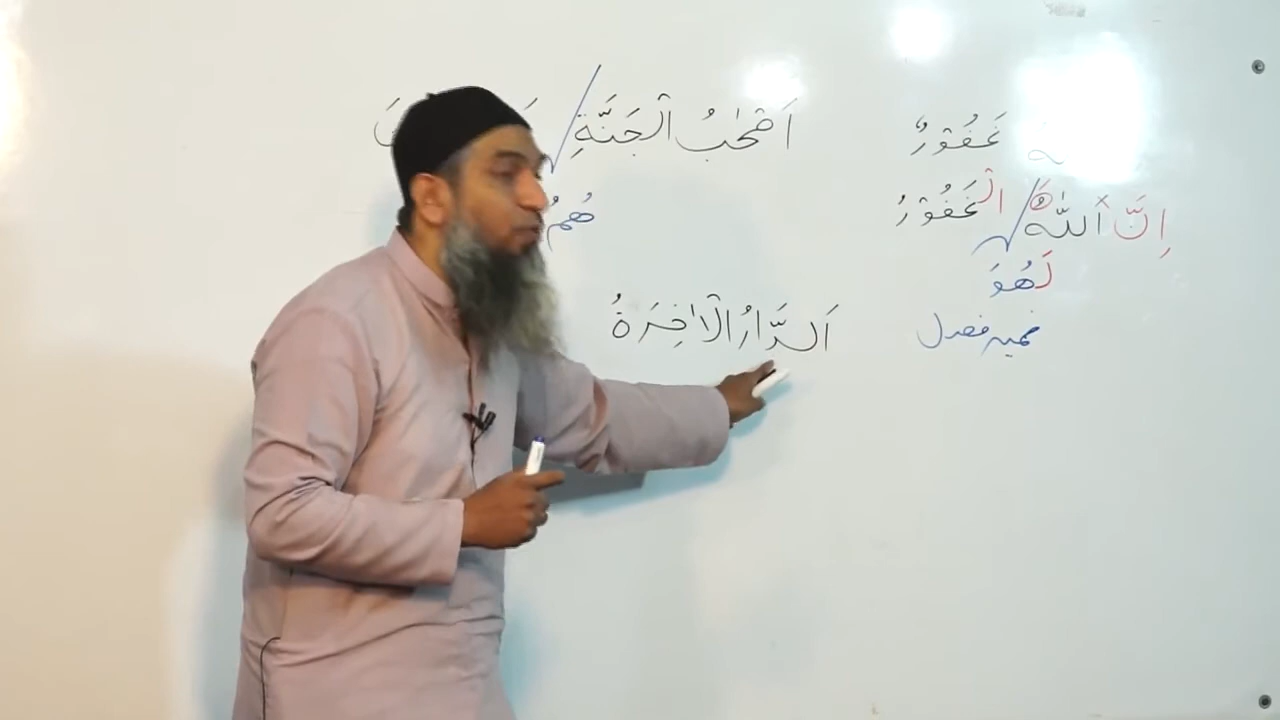 غَفُوْرٌ
اِنَّ اللّٰهَ / الْغَفُوْرُ
لَهُوَ
ضمیر فصل
اَصْحٰبُ الْجَنَّةِ /
هُمُ
اَلدَّارُ الْاٰخِرَةُ